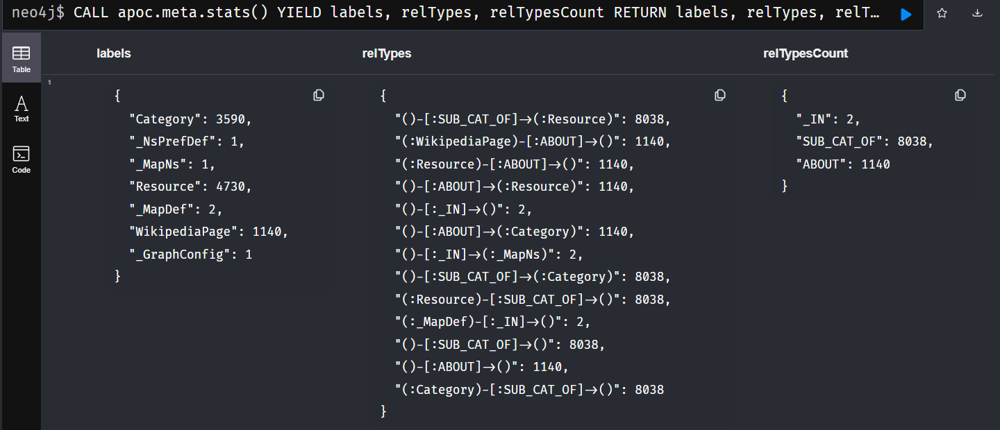 neo4j$ CALL apoc.meta.stats() YIELD labels, relTypes, relTypesCount RETURN labels, relTypes, relT…
Table
Text
Code
labels
relTypes
relTypesCount
1
{
"Category": 3590,
"_NsPrefDef": 1,
"_MapNs": 1,
"Resource": 4730,
"_MapDef": 2,
"WikipediaPage": 1140,
"_GraphConfig": 1
}
{
"()-[:SUB_CAT_OF]->(:Resource)": 8038,
"(:WikipediaPage)-[:ABOUT]->()": 1140,
"(:Resource)-[:ABOUT]->()": 1140,
"()-[:ABOUT]->(:Resource)": 1140,
"()-[:_IN]->()": 2,
"()-[:ABOUT]->(:Category)": 1140,
"()-[:_IN]->(:_MapNs)": 2,
"()-[:SUB_CAT_OF]->(:Category)": 8038,
"(:Resource)-[:SUB_CAT_OF]->()": 8038,
"(:_MapDef)-[:_IN]->()": 2,
"()-[:SUB_CAT_OF]->()": 8038,
"()-[:ABOUT]->()": 1140,
"(:Category)-[:SUB_CAT_OF]->()": 8038
}
{
"_IN": 2,
"SUB_CAT_OF": 8038,
"ABOUT": 1140
}